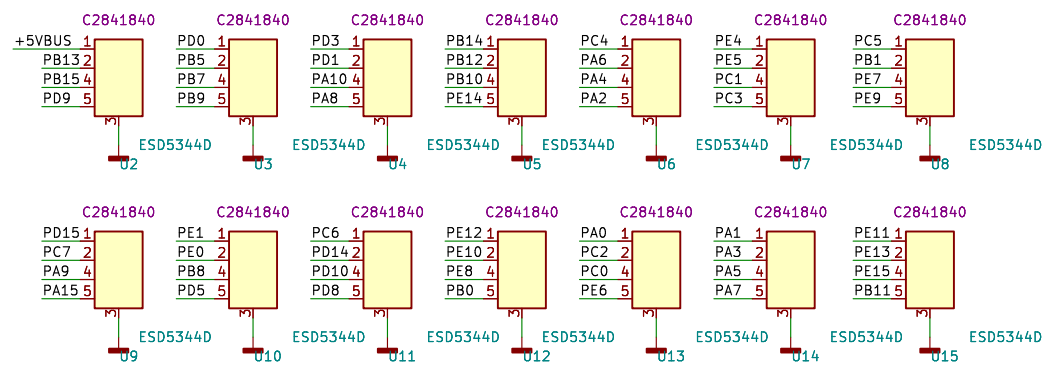 C2841840 C2841840 C2841840 C2841840 C2841840 C2841840 C2841840
+5VBUS 1 PD0 1 PD3 1 PB14 1 PC4 1 PE4 1 PC5 1
PB13 2 PB5 2 PD1 2 PB12 2 PA6 2 PE5 2 PB1 2
PB15 4 PB7 4 PA10 4 PB10 4 PA4 4 PC1 4 PE7 4
PD9 5 PB9 5 PA8 5 PE14 5 PA2 5 PC3 5 PE9 5
3 3 3 3 3 3 3
ESD5344D ESD5344D ESD5344D ESD5344D ESD5344D ESD5344D ESD5344D
U2 U3 U4 U5 U6 U7 U8
C2841840 C2841840 C2841840 C2841840 C2841840 C2841840 C2841840
PD15 1 PE1 1 PC6 1 PE12 1 PA0 1 PA1 1 PE11 1
PC7 2 PE0 2 PD14 2 PE10 2 PC2 2 PA3 2 PE13 2
PA9 4 PB8 4 PD10 4 PE8 4 PC0 4 PA5 4 PE15 4
PA15 5 PD5 5 PD8 5 PB0 5 PE6 5 PA7 5 PB11 5
3 3 3 3 3 3 3
ESD5344D ESD5344D ESD5344D ESD5344D ESD5344D ESD5344D ESD5344D
U9 U10 U11 U12 U13 U14 U15